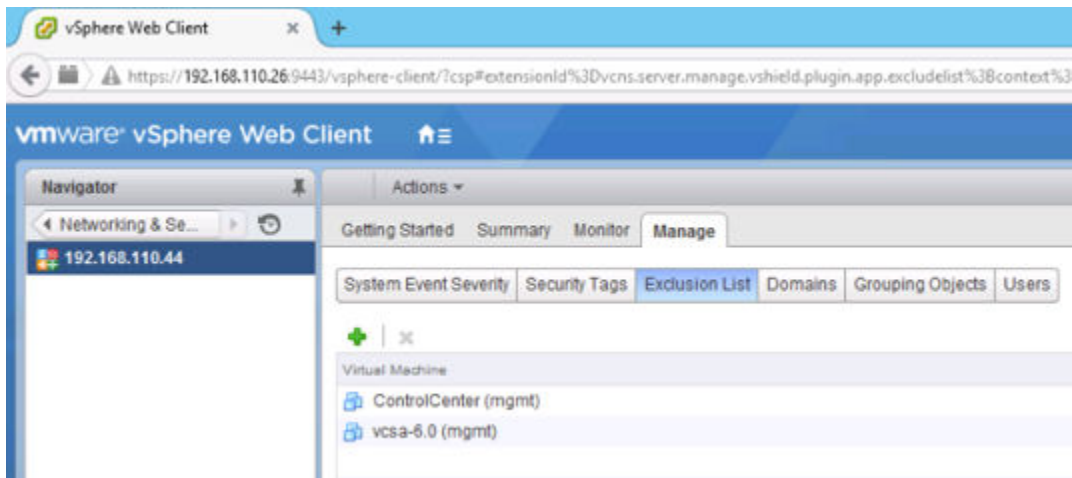 vSphere Web Client
https://192.168.110.26:9443/vsphere-client/?csp#extensionId%3Dvcns.server.manage.vshield.plugin.app.excludelist%3Bcontext%3
vmware® vSphere Web Client
Navigator
Actions
Networking & Se...
Getting Started Summary Monitor Manage
192.168.110.44
System Event Severity Security Tags Exclusion List Domains Grouping Objects Users
Virtual Machine
ControlCenter (mgmt)
vcsa-6.0 (mgmt)